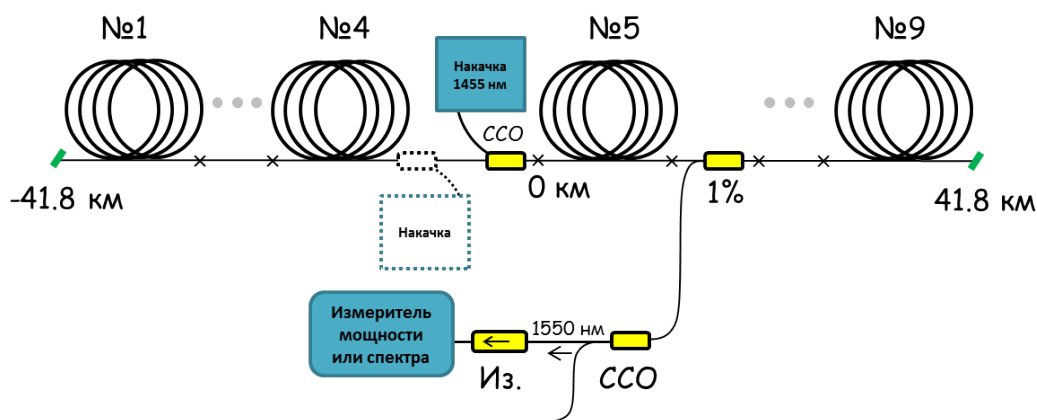 №1
№4
№5
№9
Накачка
1455 нм
ССО
-41.8 км
0 км
1%
41.8 км
Накачка
Измеритель
мощности
или спектра
1550 нм
Из.
ССО